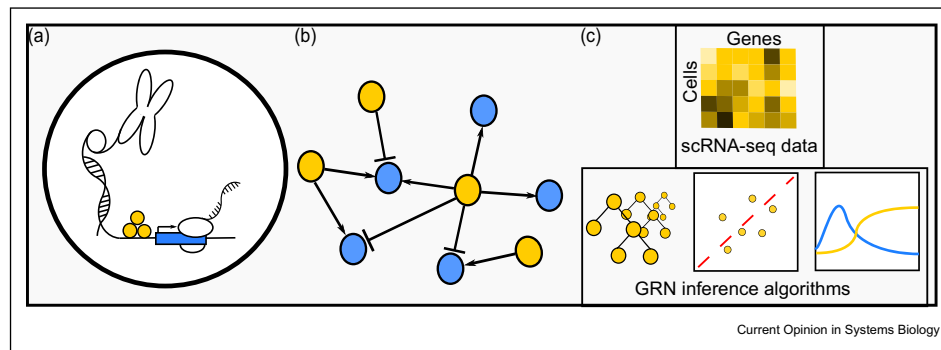 (a)
(b)
(c)
Genes
Cells
scRNA-seq data
GRN inference algorithms
Current Opinion in Systems Biology